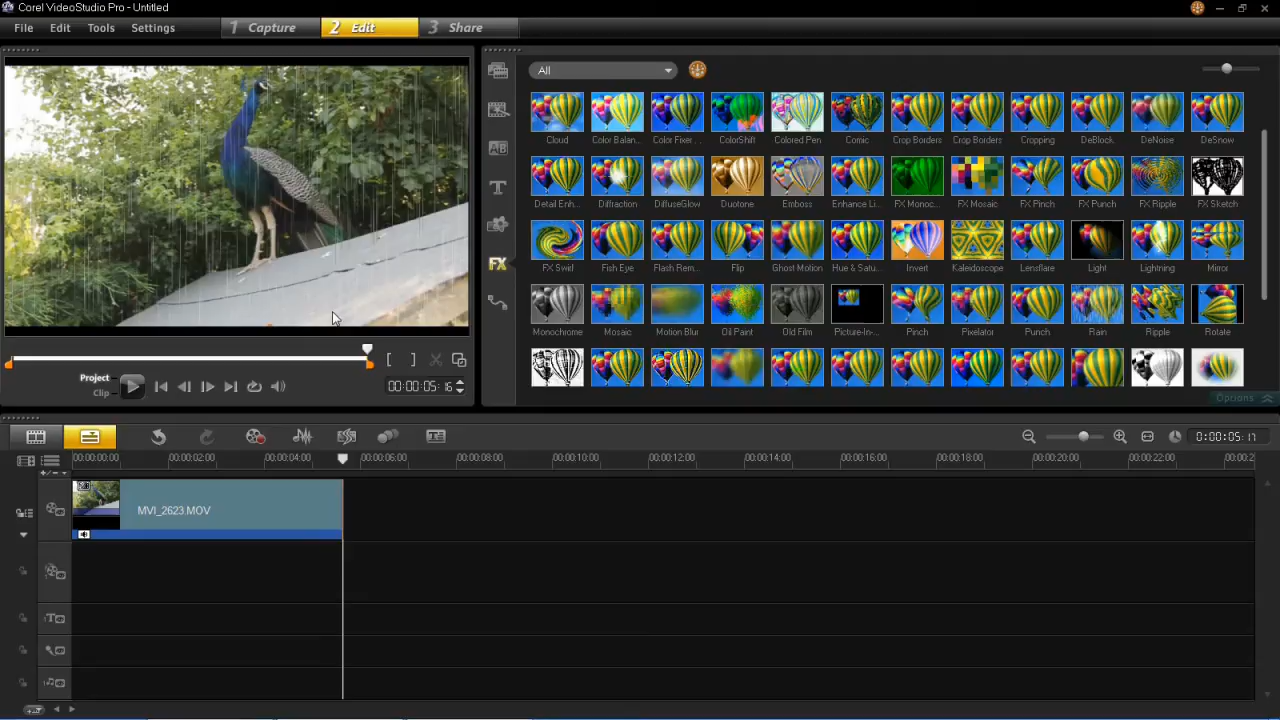 Corel VideoStudio Pro - Untitled
File Edit Tools Settings 1 Capture 2 Edit 3 Share
All
Cloud Color Balan... Color Fixer ... ColorShift Colored Pen Comic Crop Borders Crop Borders Cropping DeBlock DeNoise DeSnow
Detail Enh... Diffraction DiffuseGlow Duotone Emboss Enhance Li... FX Monoc... FX Mosaic FX Pinch FX Punch FX Ripple FX Sketch
FX Swirl Fish Eye Flash Rem... Flip Ghost Motion Hue & Satu... Invert Kaleidoscope Lensflare Light Lightning Mirror
Monochrome Mosaic Motion Blur Oil Paint Old Film Picture-In-... Pinch Pixelator Punch Rain Ripple Rotate
AB
T
FX
[ ]
Project
Clip
00:00:05:16
Options
0:00:05:17
00:00:00:00 00:00:02:00 00:00:04:00 00:00:06:00 00:00:08:00 00:00:10:00 00:00:12:00 00:00:14:00 00:00:16:00 00:00:18:00 00:00:20:00 00:00:22:00 00:00:2
MVI_2623.MOV
1T